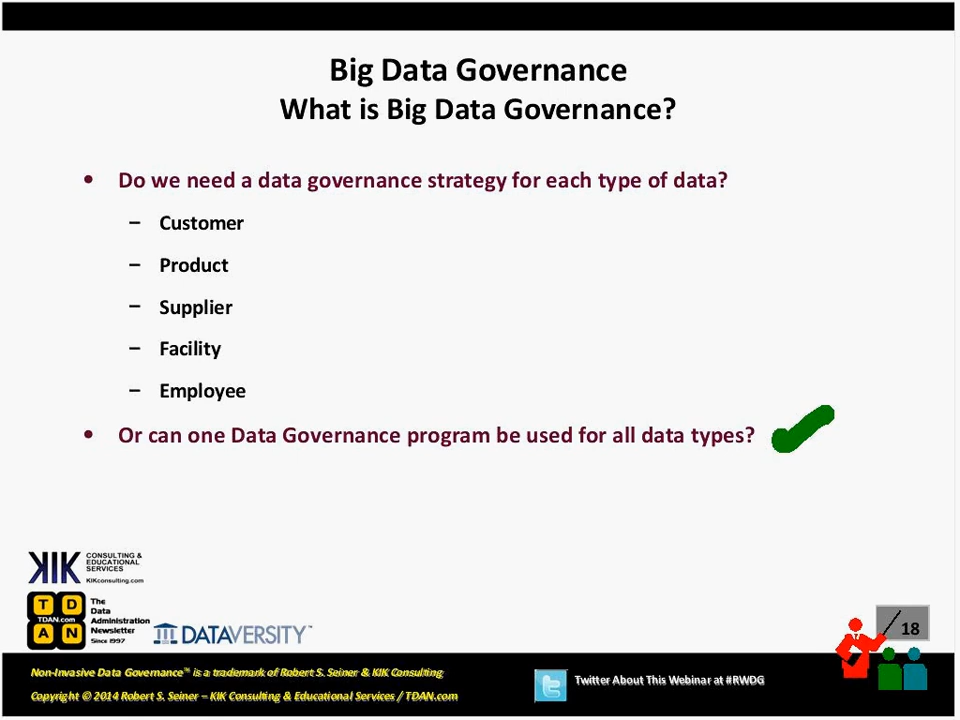 Big Data Governance
What is Big Data Governance?
• Do we need a data governance strategy for each type of data?
– Customer
– Product
– Supplier
– Facility
– Employee
• Or can one Data Governance program be used for all data types?
KIK CONSULTING &
EDUCATIONAL
SERVICES
KIKconsulting.com
T D
TDAN.com
A N
The
Data
Administration
Newsletter
Since 1997
DATAVERSITY™
18
Non-Invasive Data Governance™ is a trademark of Robert S. Seiner & KIK Consulting
Copyright © 2014 Robert S. Seiner – KIK Consulting & Educational Services / TDAN.com
Twitter About This Webinar at #RWDG